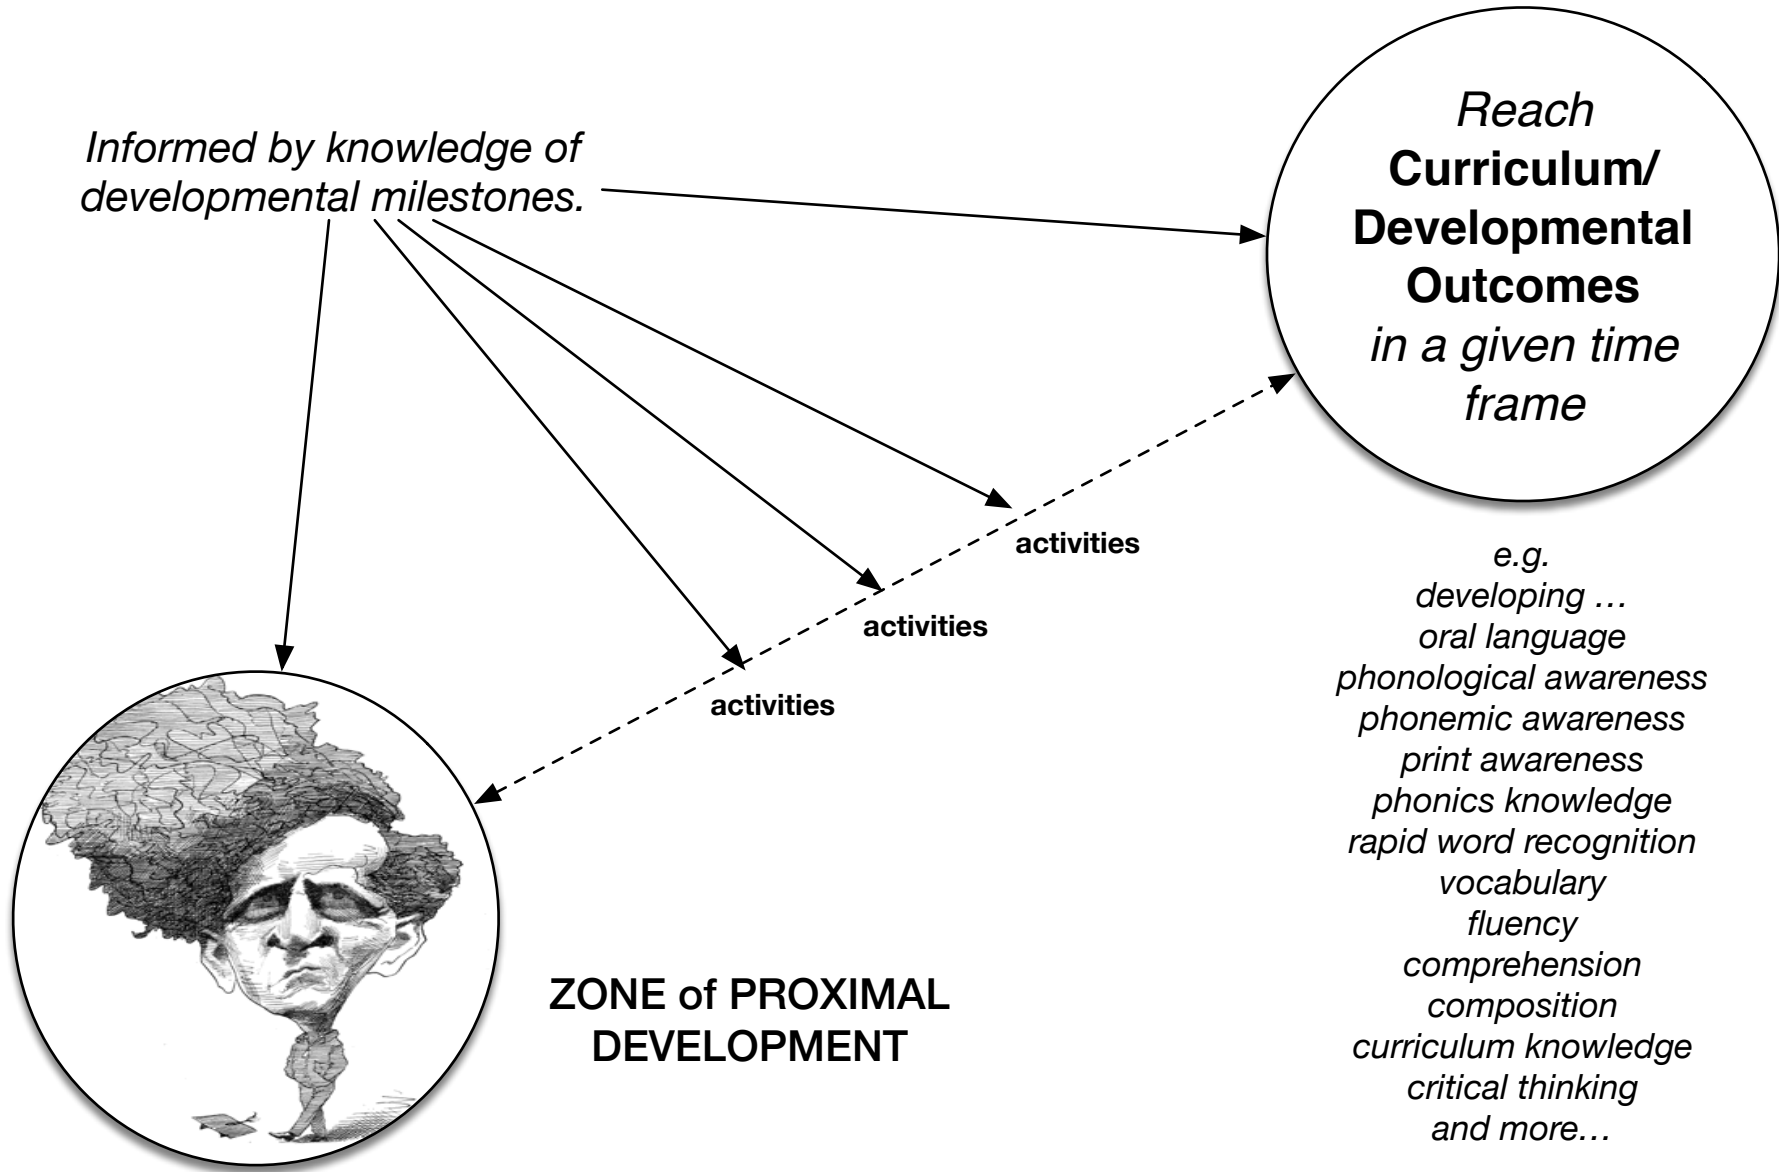 Informed by knowledge of
developmental milestones.
Reach
Curriculum/
Developmental
Outcomes
in a given time
frame
activities
activities
activities
ZONE of PROXIMAL
DEVELOPMENT
e.g.
developing …
oral language
phonological awareness
phonemic awareness
print awareness
phonics knowledge
rapid word recognition
vocabulary
fluency
comprehension
composition
curriculum knowledge
critical thinking
and more…